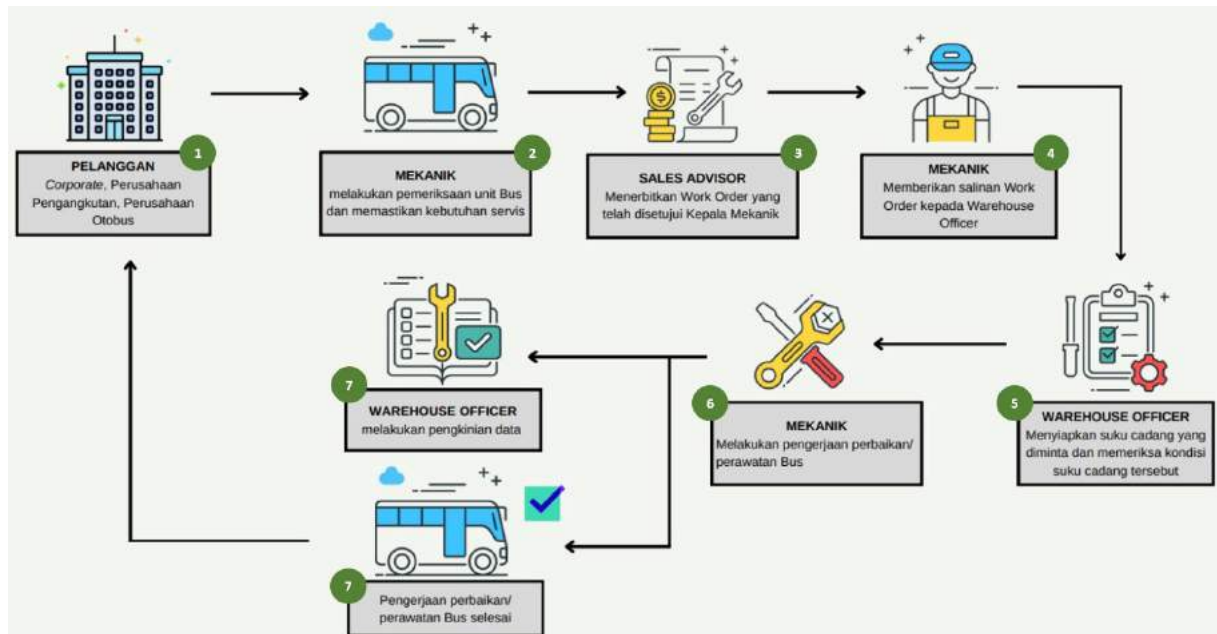 1
PELANGGAN
Corporate, Perusahaan
Pengangkutan, Perusahaan
Otobus
2
MEKANIK
melakukan pemeriksaan unit Bus
dan memastikan kebutuhan servis
$
3
SALES ADVISOR
Menerbitkan Work Order yang
telah disetujui Kepala Mekanik
4
MEKANIK
Memberikan salinan Work
Order kepada Warehouse
Officer
5
WAREHOUSE OFFICER
Menyiapkan suku cadang yang
diminta dan memeriksa kondisi
suku cadang tersebut
6
MEKANIK
Melakukan pengerjaan perbaikan/
perawatan Bus
7
WAREHOUSE OFFICER
melakukan pengkinian data
7
Pengerjaan perbaikan/
perawatan Bus selesai